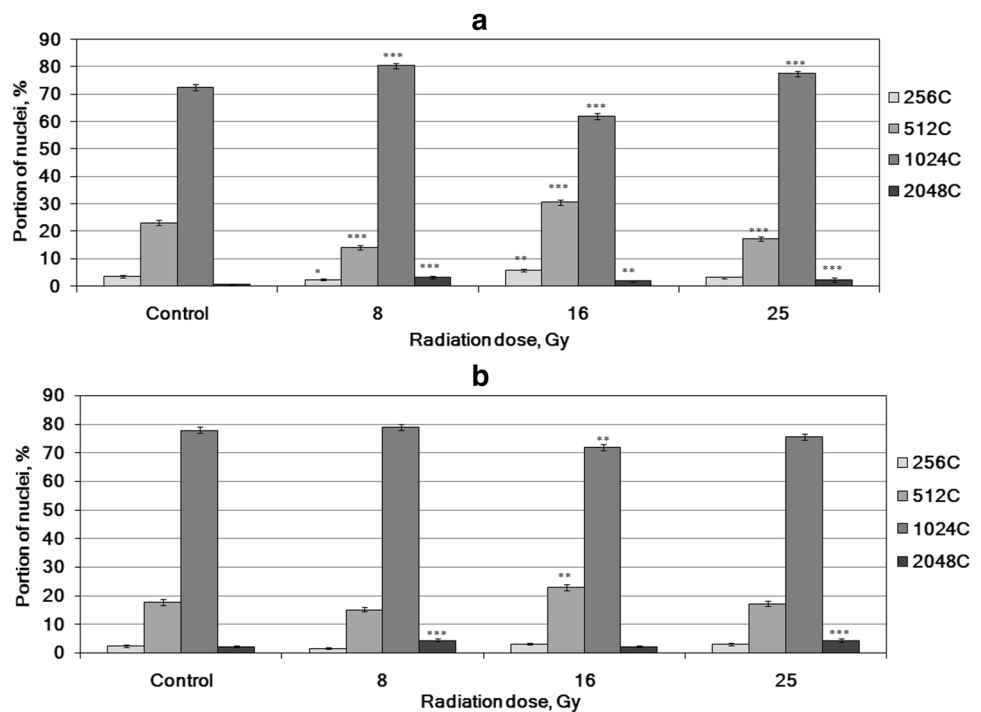 a
90
80
70
60
50
40
30
20
10
0
Portion of nuclei, %
***
***
***
***
***
*
***
**
**
***
***
***
Control 8 16 25
Radiation dose, Gy
256C
512C
1024C
2048C
b
90
80
70
60
50
40
30
20
10
0
Portion of nuclei, %
**
**
***
***
Control 8 16 25
Radiation dose, Gy
256C
512C
1024C
2048C